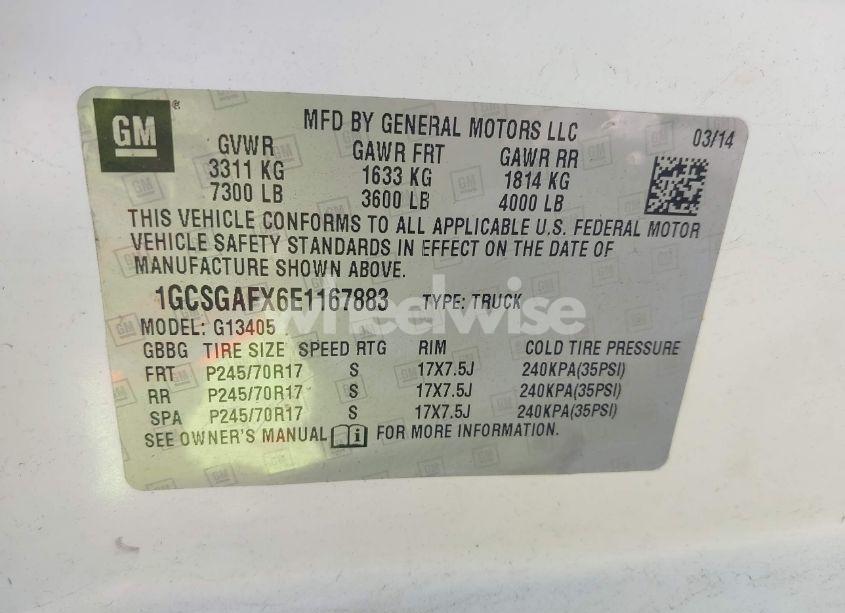 GM
®
MFD BY GENERAL MOTORS LLC
03/14
GVWR GAWR FRT GAWR RR
3311 KG 1633 KG 1814 KG
7300 LB 3600 LB 4000 LB
THIS VEHICLE CONFORMS TO ALL APPLICABLE U.S. FEDERAL MOTOR
VEHICLE SAFETY STANDARDS IN EFFECT ON THE DATE OF
MANUFACTURE SHOWN ABOVE.
1GCSGAFX6E1167883 TYPE: TRUCK
wheelwise
MODEL: G13405
GBBG TIRE SIZE SPEED RTG RIM COLD TIRE PRESSURE
FRT P245/70R17 S 17X7.5J 240KPA(35PSI)
RR P245/70R17 S 17X7.5J 240KPA(35PSI)
SPA P245/70R17 S 17X7.5J 240KPA(35PSI)
SEE OWNER'S MANUAL FOR MORE INFORMATION.